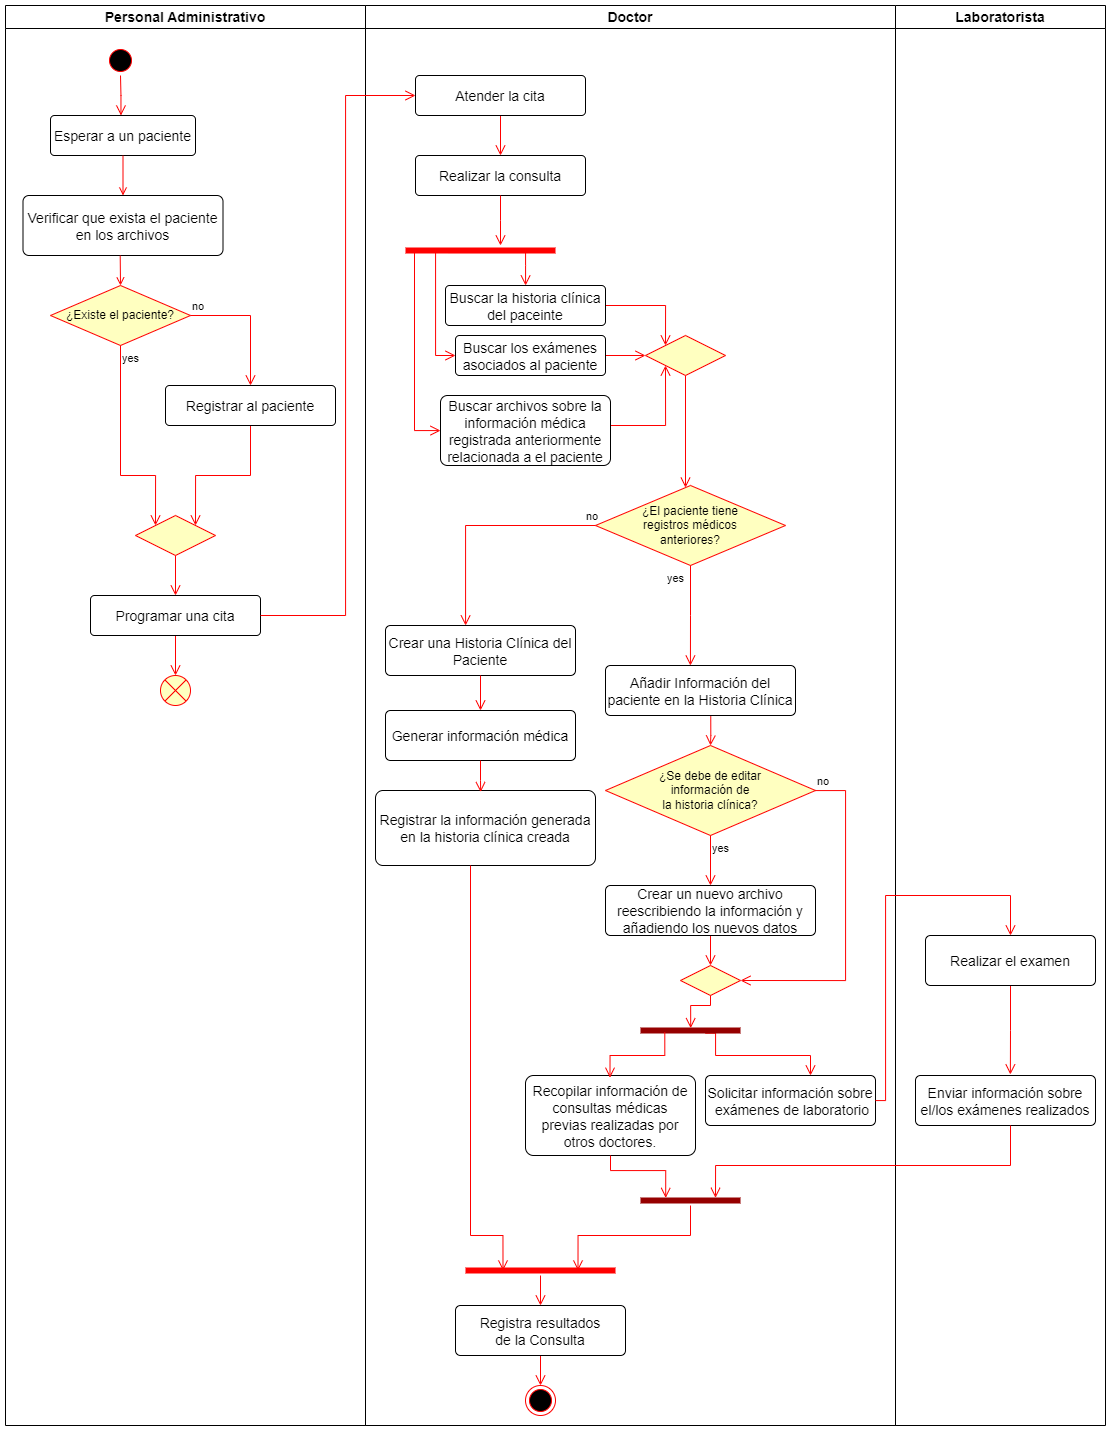 Personal Administrativo
Doctor
Laboratorista
Esperar a un paciente
Verificar que exista el paciente
en los archivos
¿Existe el paciente?
no
yes
Registrar al paciente
Programar una cita
Atender la cita
Realizar la consulta
Buscar la historia clínica
del paceinte
Buscar los exámenes
asociados al paciente
Buscar archivos sobre la
información médica
registrada anteriormente
relacionada a el paciente
¿El paciente tiene
registros médicos
anteriores?
no
yes
Crear una Historia Clínica del
Paciente
Generar información médica
Registrar la información generada
en la historia clínica creada
Añadir Información del
paciente en la Historia Clínica
¿Se debe de editar
información de
la historia clínica?
no
yes
Crear un nuevo archivo
reescribiendo la información y
añadiendo los nuevos datos
Recopilar información de
consultas médicas
previas realizadas por
otros doctores.
Solicitar información sobre
exámenes de laboratorio
Realizar el examen
Enviar información sobre
el/los exámenes realizados
Registra resultados
de la Consulta